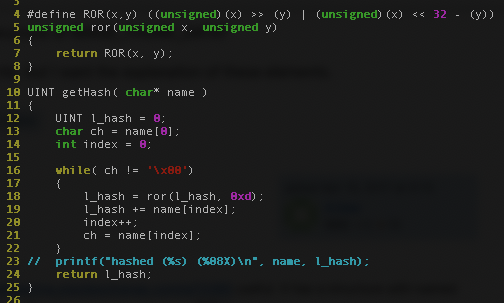 3
4 #define ROR(x,y) ((unsigned)(x) >> (y) | (unsigned)(x) << 32 - (y))
5 unsigned ror(unsigned x, unsigned y)
6 {
7     return ROR(x, y);
8 }
9
10 UINT getHash( char* name )
11 {
12     UINT l_hash = 0;
13     char ch = name[0];
14     int index = 0;
15
16     while( ch != '\x00')
17     {
18         l_hash = ror(l_hash, 0xd);
19         l_hash += name[index];
20         index++;
21         ch = name[index];
22     }
23 //  printf("hashed (%s) (%08X)\n", name, l_hash);
24     return l_hash;
25 }
26